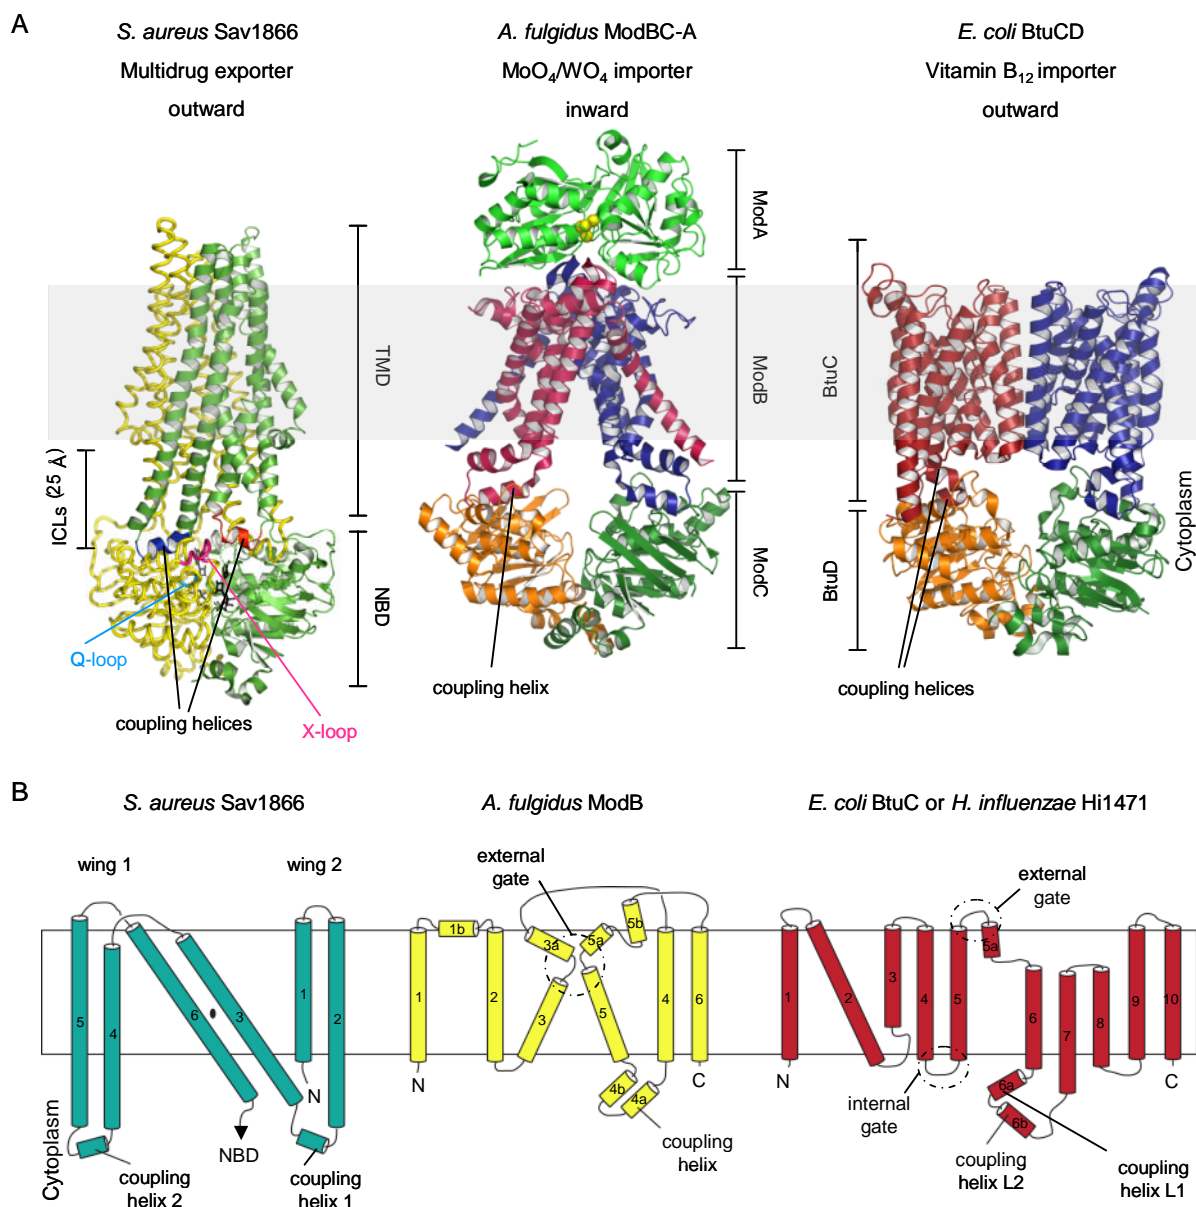 A
S. aureus Sav1866
Multidrug exporter
outward
A. fulgidus ModBC-A
MoO4/WO4 importer
inward
E. coli BtuCD
Vitamin B12 importer
outward
TMD
NBD
ICLs (25 Å)
Q-loop
coupling helices
X-loop
ModA
ModB
ModC
coupling helix
BtuC
BtuD
Cytoplasm
coupling helices
B
S. aureus Sav1866
A. fulgidus ModB
E. coli BtuC or H. influenzae Hi1471
wing 1
wing 2
5
4
6
3
1
2
N
NBD
Cytoplasm
coupling
helix 2
coupling
helix 1
external
gate
1
1b
2
3a
3
5a
5
5b
4
6
4b
4a
N
C
coupling
helix
external
gate
1
2
3
4
5
5a
6
7
8
9
10
6a
6b
N
C
internal
gate
coupling
helix L2
coupling
helix L1